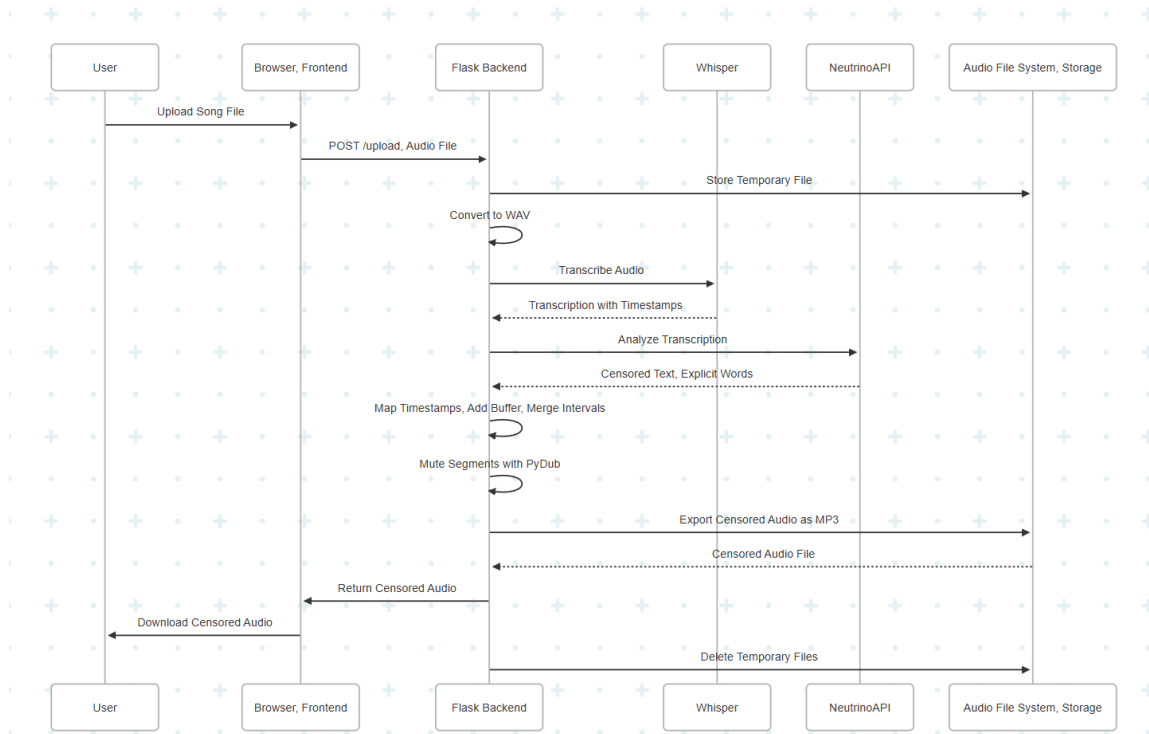 User
Browser, Frontend
Flask Backend
Whisper
NeutrinoAPI
Audio File System, Storage
Upload Song File
POST /upload, Audio File
Store Temporary File
Convert to WAV
Transcribe Audio
Transcription with Timestamps
Analyze Transcription
Censored Text, Explicit Words
Map Timestamps, Add Buffer, Merge Intervals
Mute Segments with PyDub
Export Censored Audio as MP3
Censored Audio File
Return Censored Audio
Download Censored Audio
Delete Temporary Files
User
Browser, Frontend
Flask Backend
Whisper
NeutrinoAPI
Audio File System, Storage